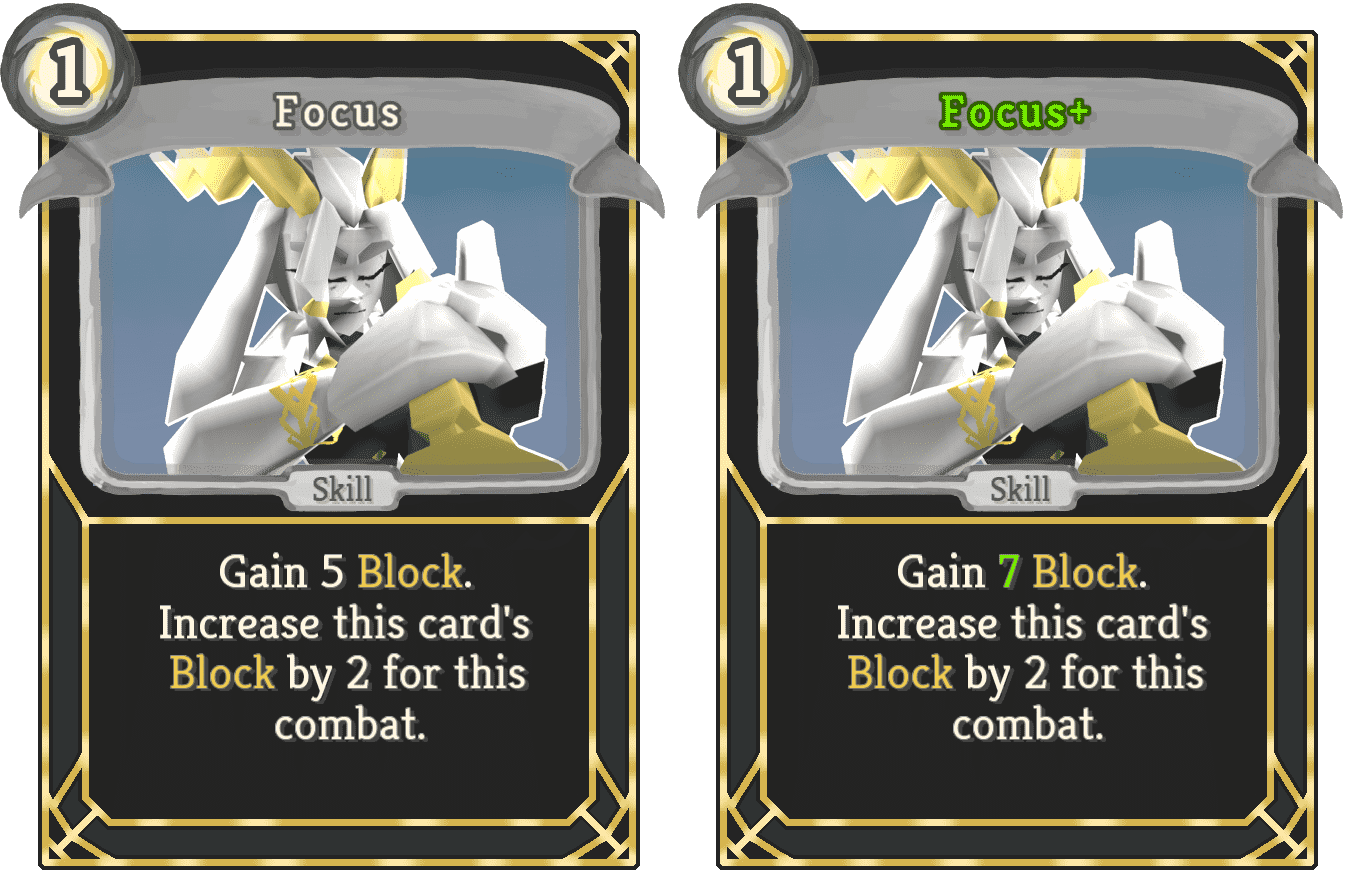 1
Focus
Skill
Gain 5 Block.
Increase this card's
Block by 2 for this
combat.
1
Focus+
Skill
Gain 7 Block.
Increase this card's
Block by 2 for this
combat.